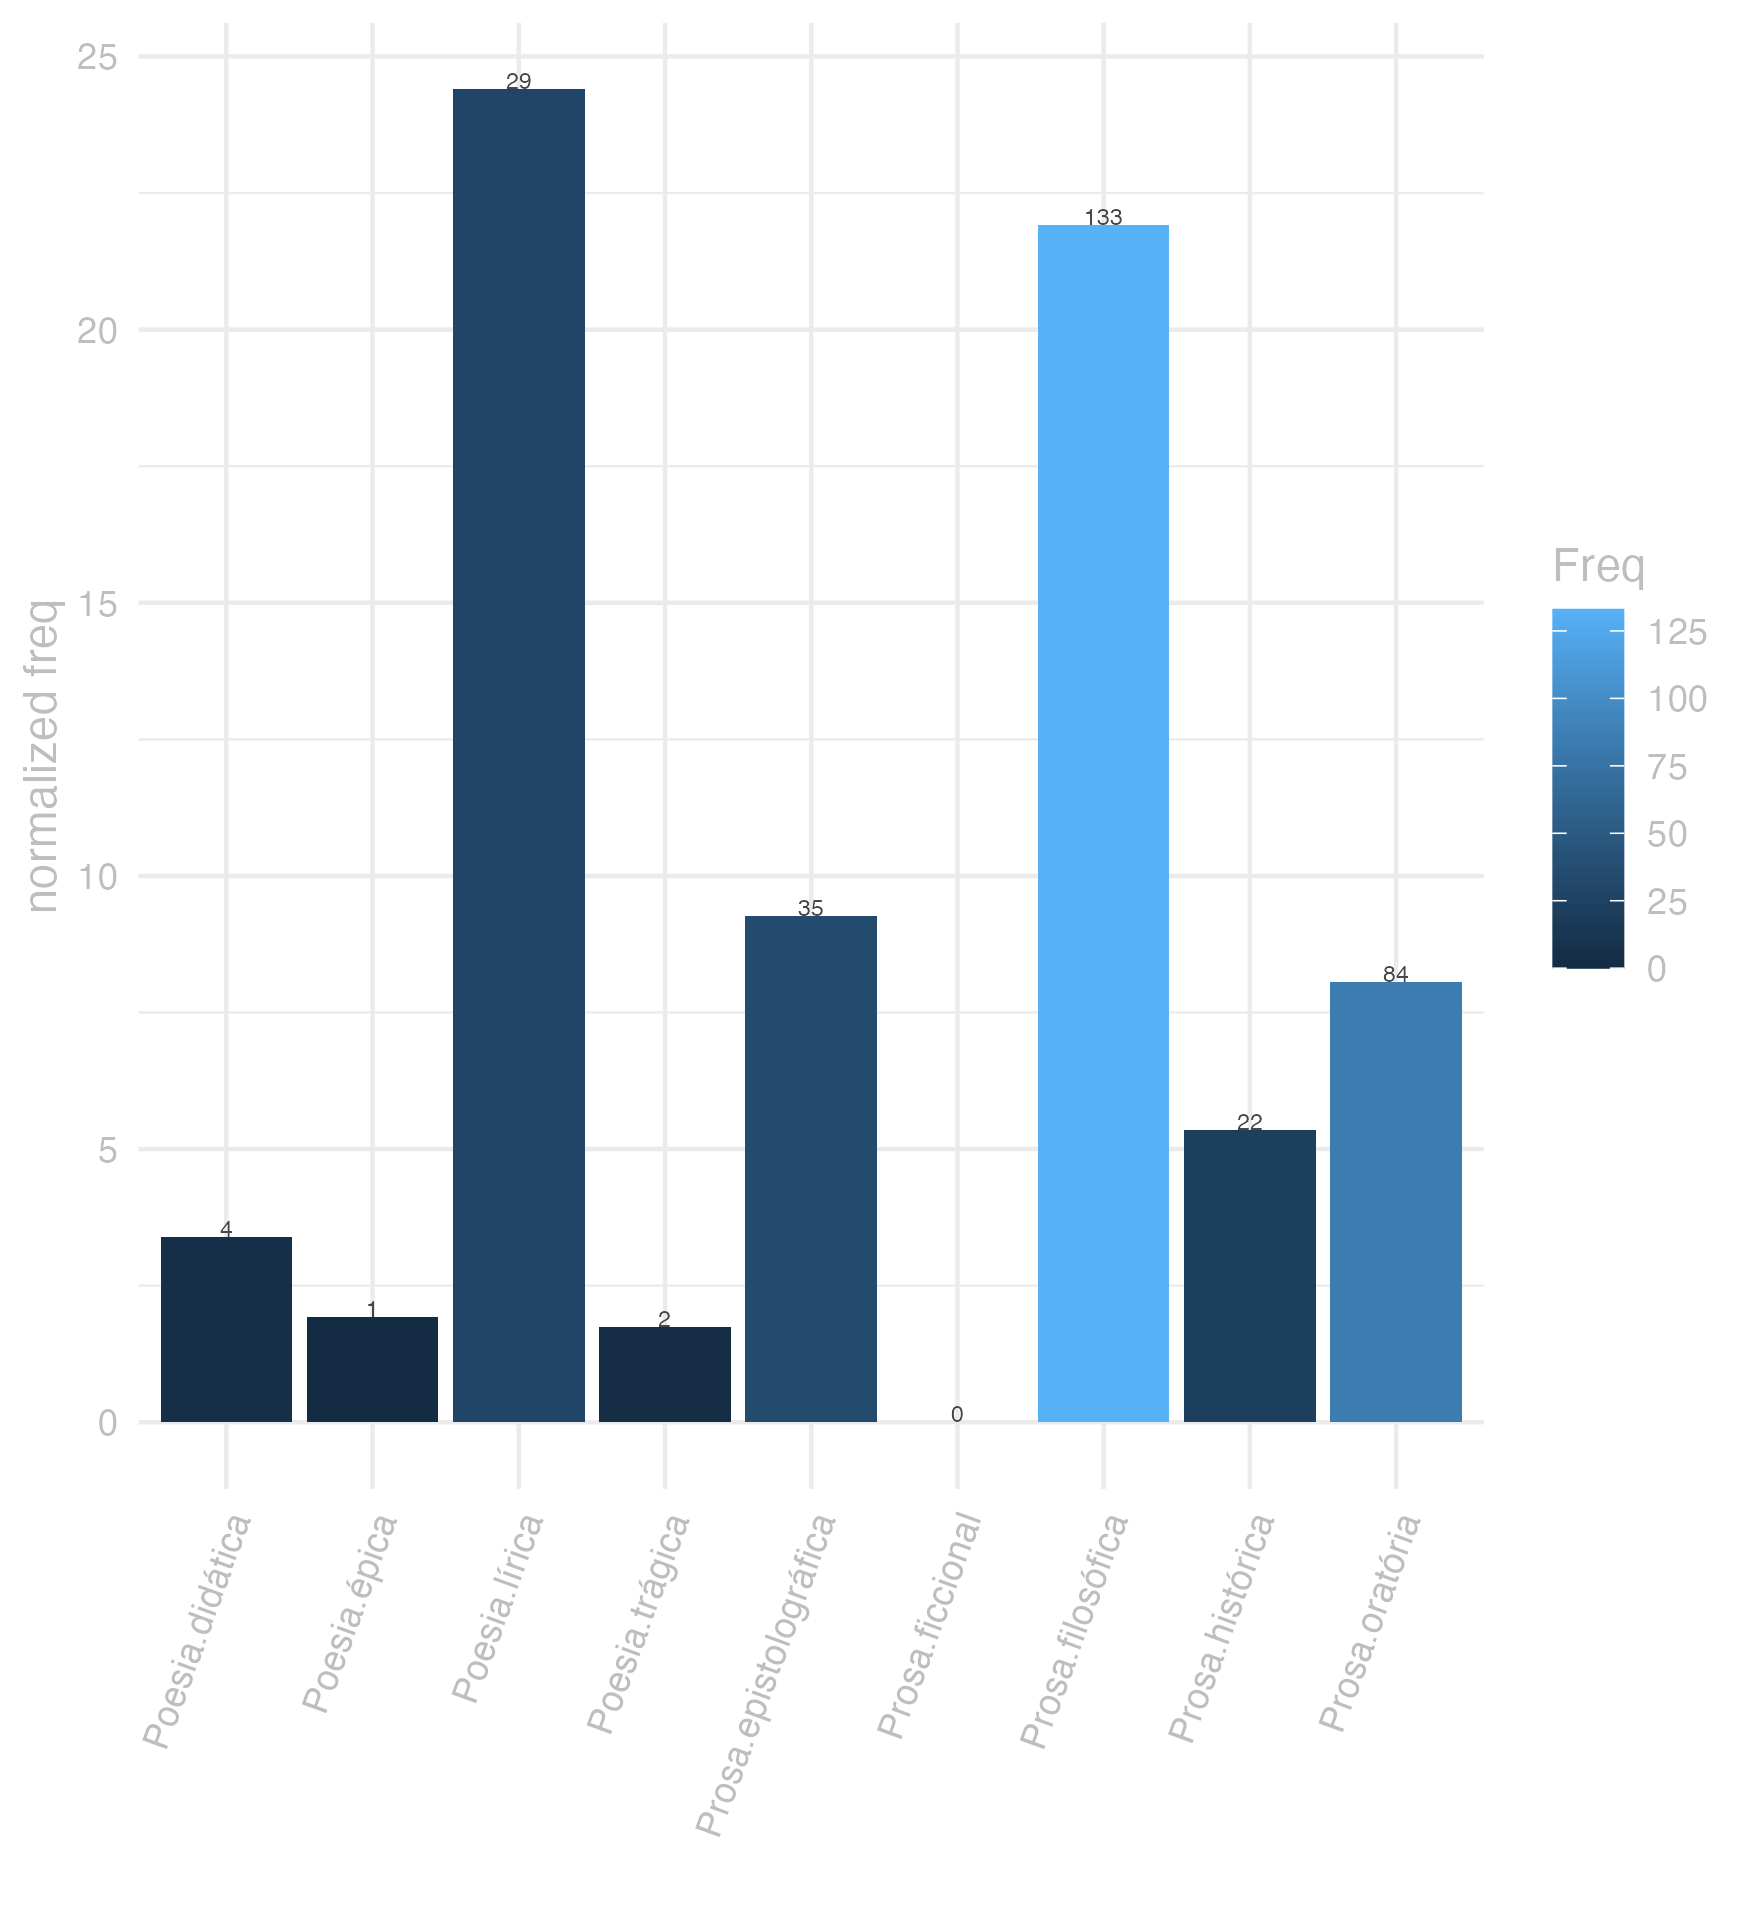 normalized freq
25
20
15
10
5
0
4
1
29
2
35
0
133
22
84
Poesia.didática
Poesia.épica
Poesia.lírica
Poesia.trágica
Prosa.epistolográfica
Prosa.ficcional
Prosa.filosófica
Prosa.histórica
Prosa.oratória
Freq
125
100
75
50
25
0